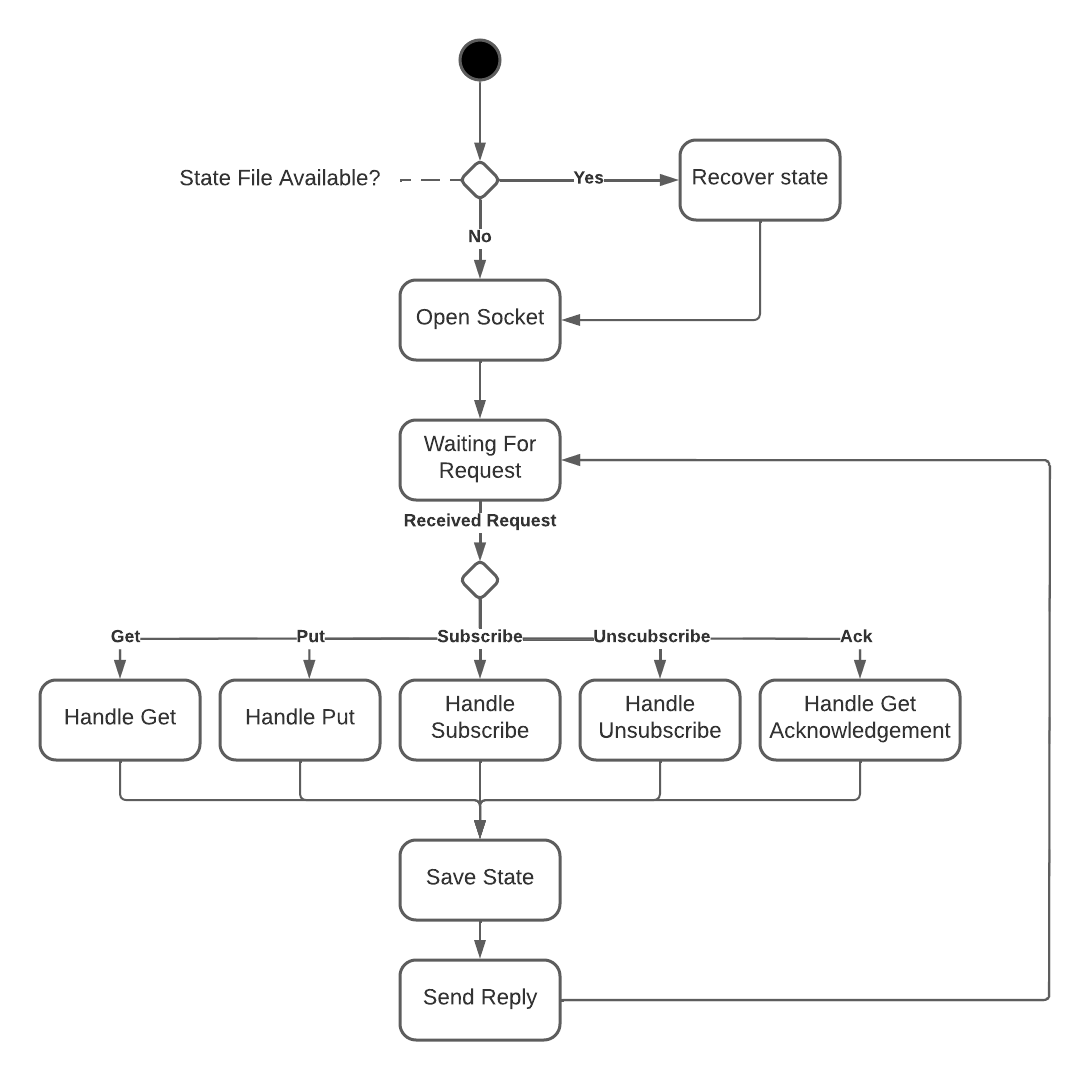 State File Available?
Yes
Recover state
No
Open Socket
Waiting For
Request
Received Request
Get
Put
Subscribe
Unscubscribe
Ack
Handle Get
Handle Put
Handle
Subscribe
Handle
Unsubscribe
Handle Get
Acknowledgement
Save State
Send Reply